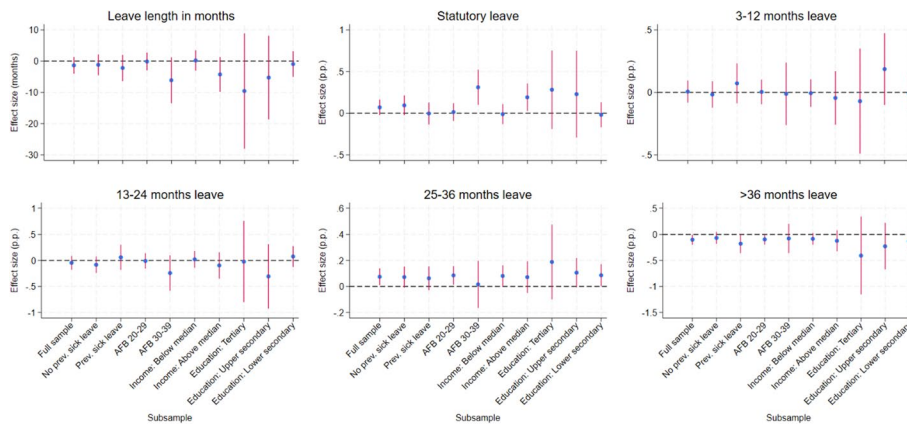 Leave length in months
Statutory leave
3-12 months leave
Effect size (months)
10
0
-10
-20
-30
Effect size (p.p.)
1
.5
0
-.5
Effect size (p.p.)
.5
0
-.5
13-24 months leave
25-36 months leave
>36 months leave
Effect size (p.p.)
1
.5
0
-.5
-1
Effect size (p.p.)
.6
.4
.2
0
-.2
Effect size (p.p.)
.5
0
-.5
-1
-1.5
Full sample
No prev. sick leave
Prev. sick leave
AFB 20-29
AFB 30-39
Income: Below median
Income: Above median
Education: Tertiary
Education: Upper secondary
Education: Lower secondary
Full sample
No prev. sick leave
Prev. sick leave
AFB 20-29
AFB 30-39
Income: Below median
Income: Above median
Education: Tertiary
Education: Upper secondary
Education: Lower secondary
Full sample
No prev. sick leave
Prev. sick leave
AFB 20-29
AFB 30-39
Income: Below median
Income: Above median
Education: Tertiary
Education: Upper secondary
Education: Lower secondary
Subsample
Subsample
Subsample